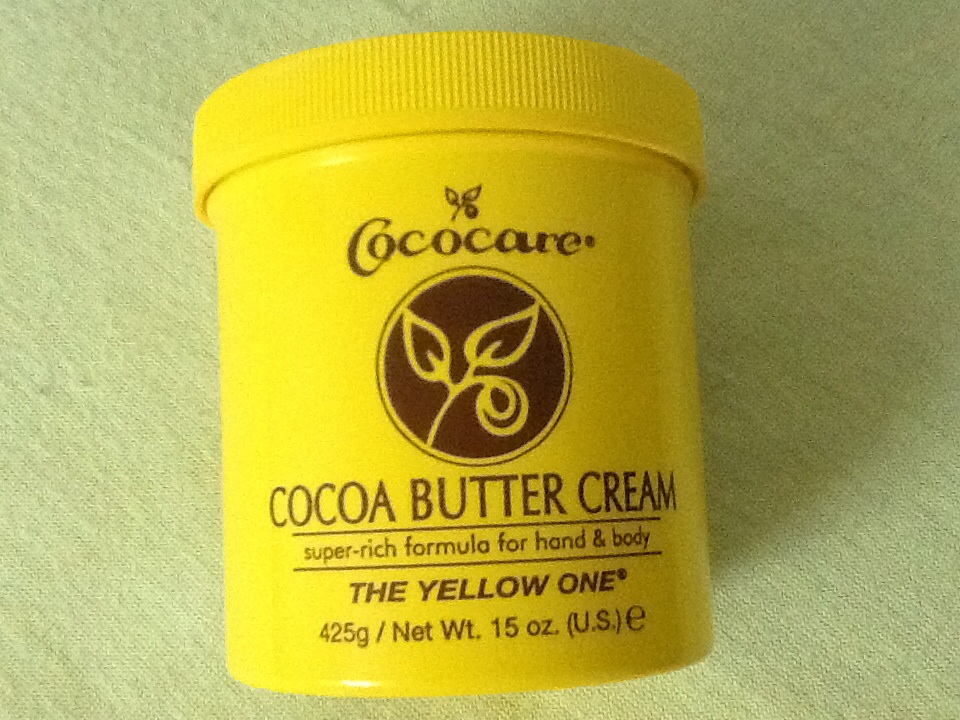 Cococare®
COCOA BUTTER CREAM
super-rich formula for hand & body
THE YELLOW ONE®
425g / Net Wt. 15 oz. (U.S.) ℮